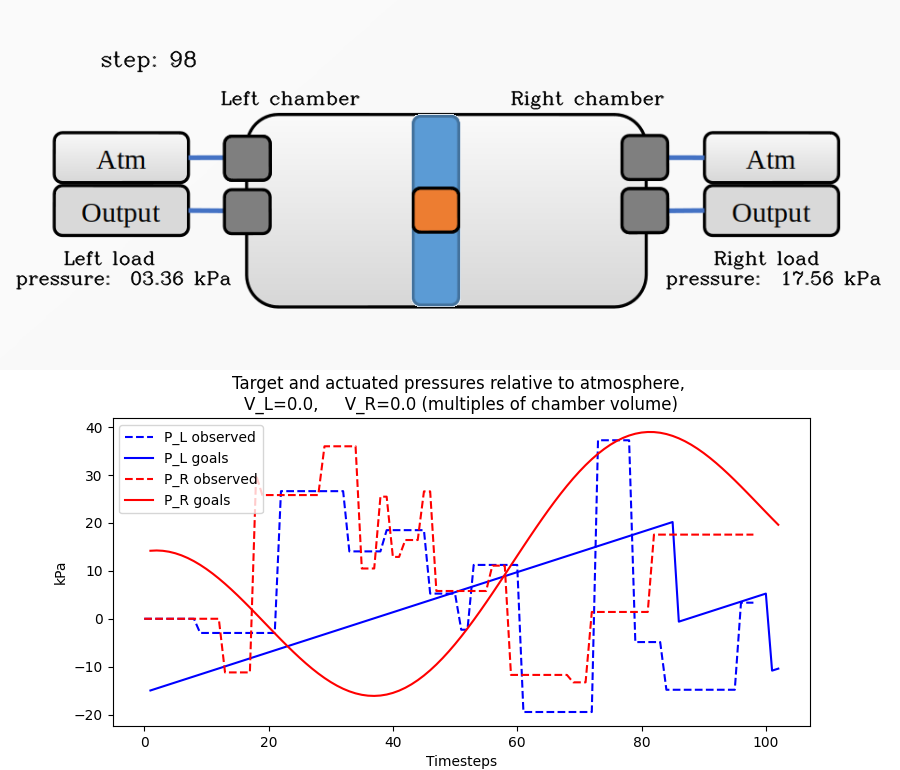 step: 98
Left chamber
Right chamber
Atm
Atm
Output
Output
Left load
pressure: 03.36 kPa
Right load
pressure: 17.56 kPa
Target and actuated pressures relative to atmosphere,
V_L=0.0, V_R=0.0 (multiples of chamber volume)
P_L observed
P_L goals
P_R observed
P_R goals
40
30
20
10
0
−10
−20
kPa
0 20 40 60 80 100
Timesteps